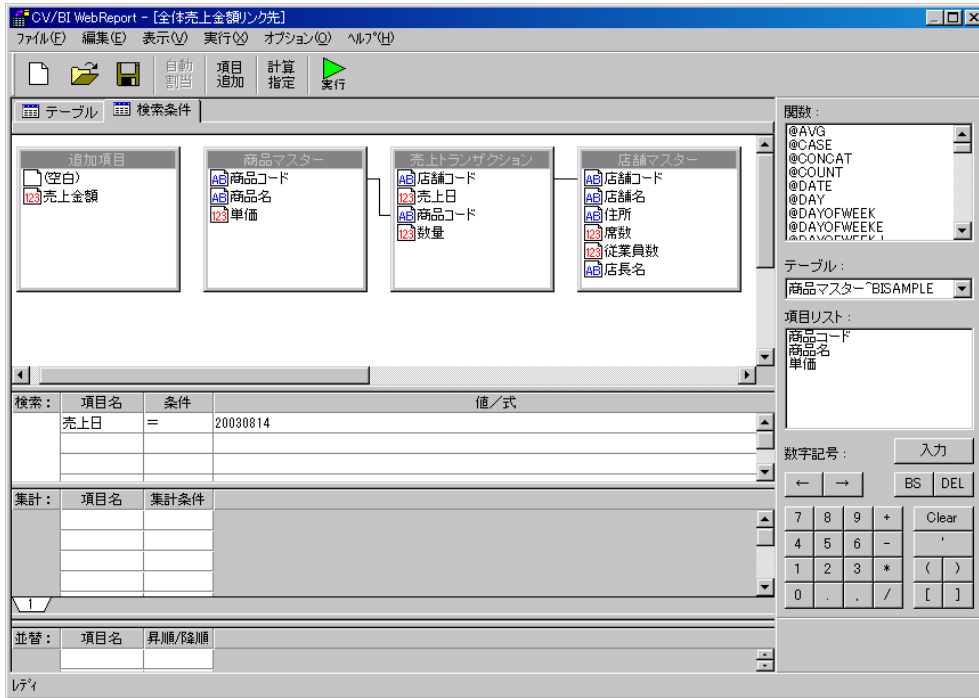 CV/BI WebReport - [全体売上金額リンク先]
ファイル(F) 編集(E) 表示(V) 実行(X) オプション(O) ヘルプ(H)
自動割当 項目追加 計算指定 実行
テーブル 検索条件
追加項目
(空白)
売上金額
商品マスター
商品コード
商品名
単価
売上トランザクション
店舗コード
売上日
商品コード
数量
店舗マスター
店舗コード
店舗名
住所
席数
従業員数
店長名
検索: 項目名 条件 値/式
売上日 = 20030814
集計: 項目名 集計条件
1
並替: 項目名 昇順/降順
レディ
関数:
@AVG
@CASE
@CONCAT
@COUNT
@DATE
@DAY
@DAYOFWEEK
@DAYOFWEEKE
テーブル:
商品マスター^BISAMPLE
項目リスト:
商品コード
商品名
単価
数字記号: 入力
← → BS DEL
7 8 9 + Clear
4 5 6 - '
1 2 3 * ( )
0 . , / [ ]